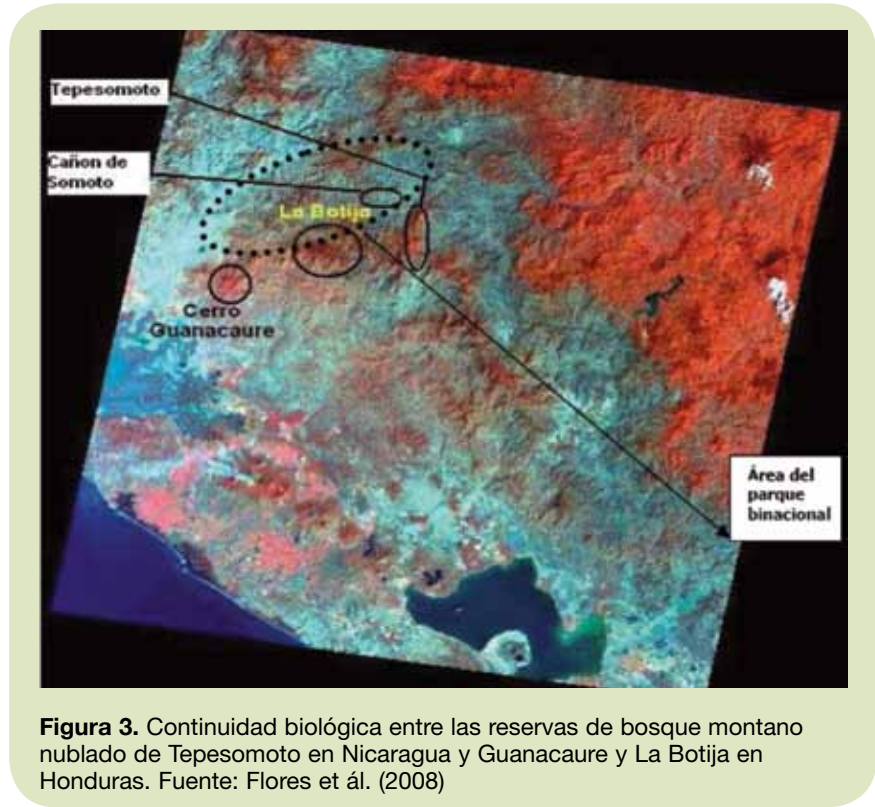 Tepesomoto
Cañon de
Somoto
La Botija
Cerro
Guanacaure
Área del
parque
binacional
Figura 3. Continuidad biológica entre las reservas de bosque montano
nublado de Tepesomoto en Nicaragua y Guanacaure y La Botija en
Honduras. Fuente: Flores et ál. (2008)